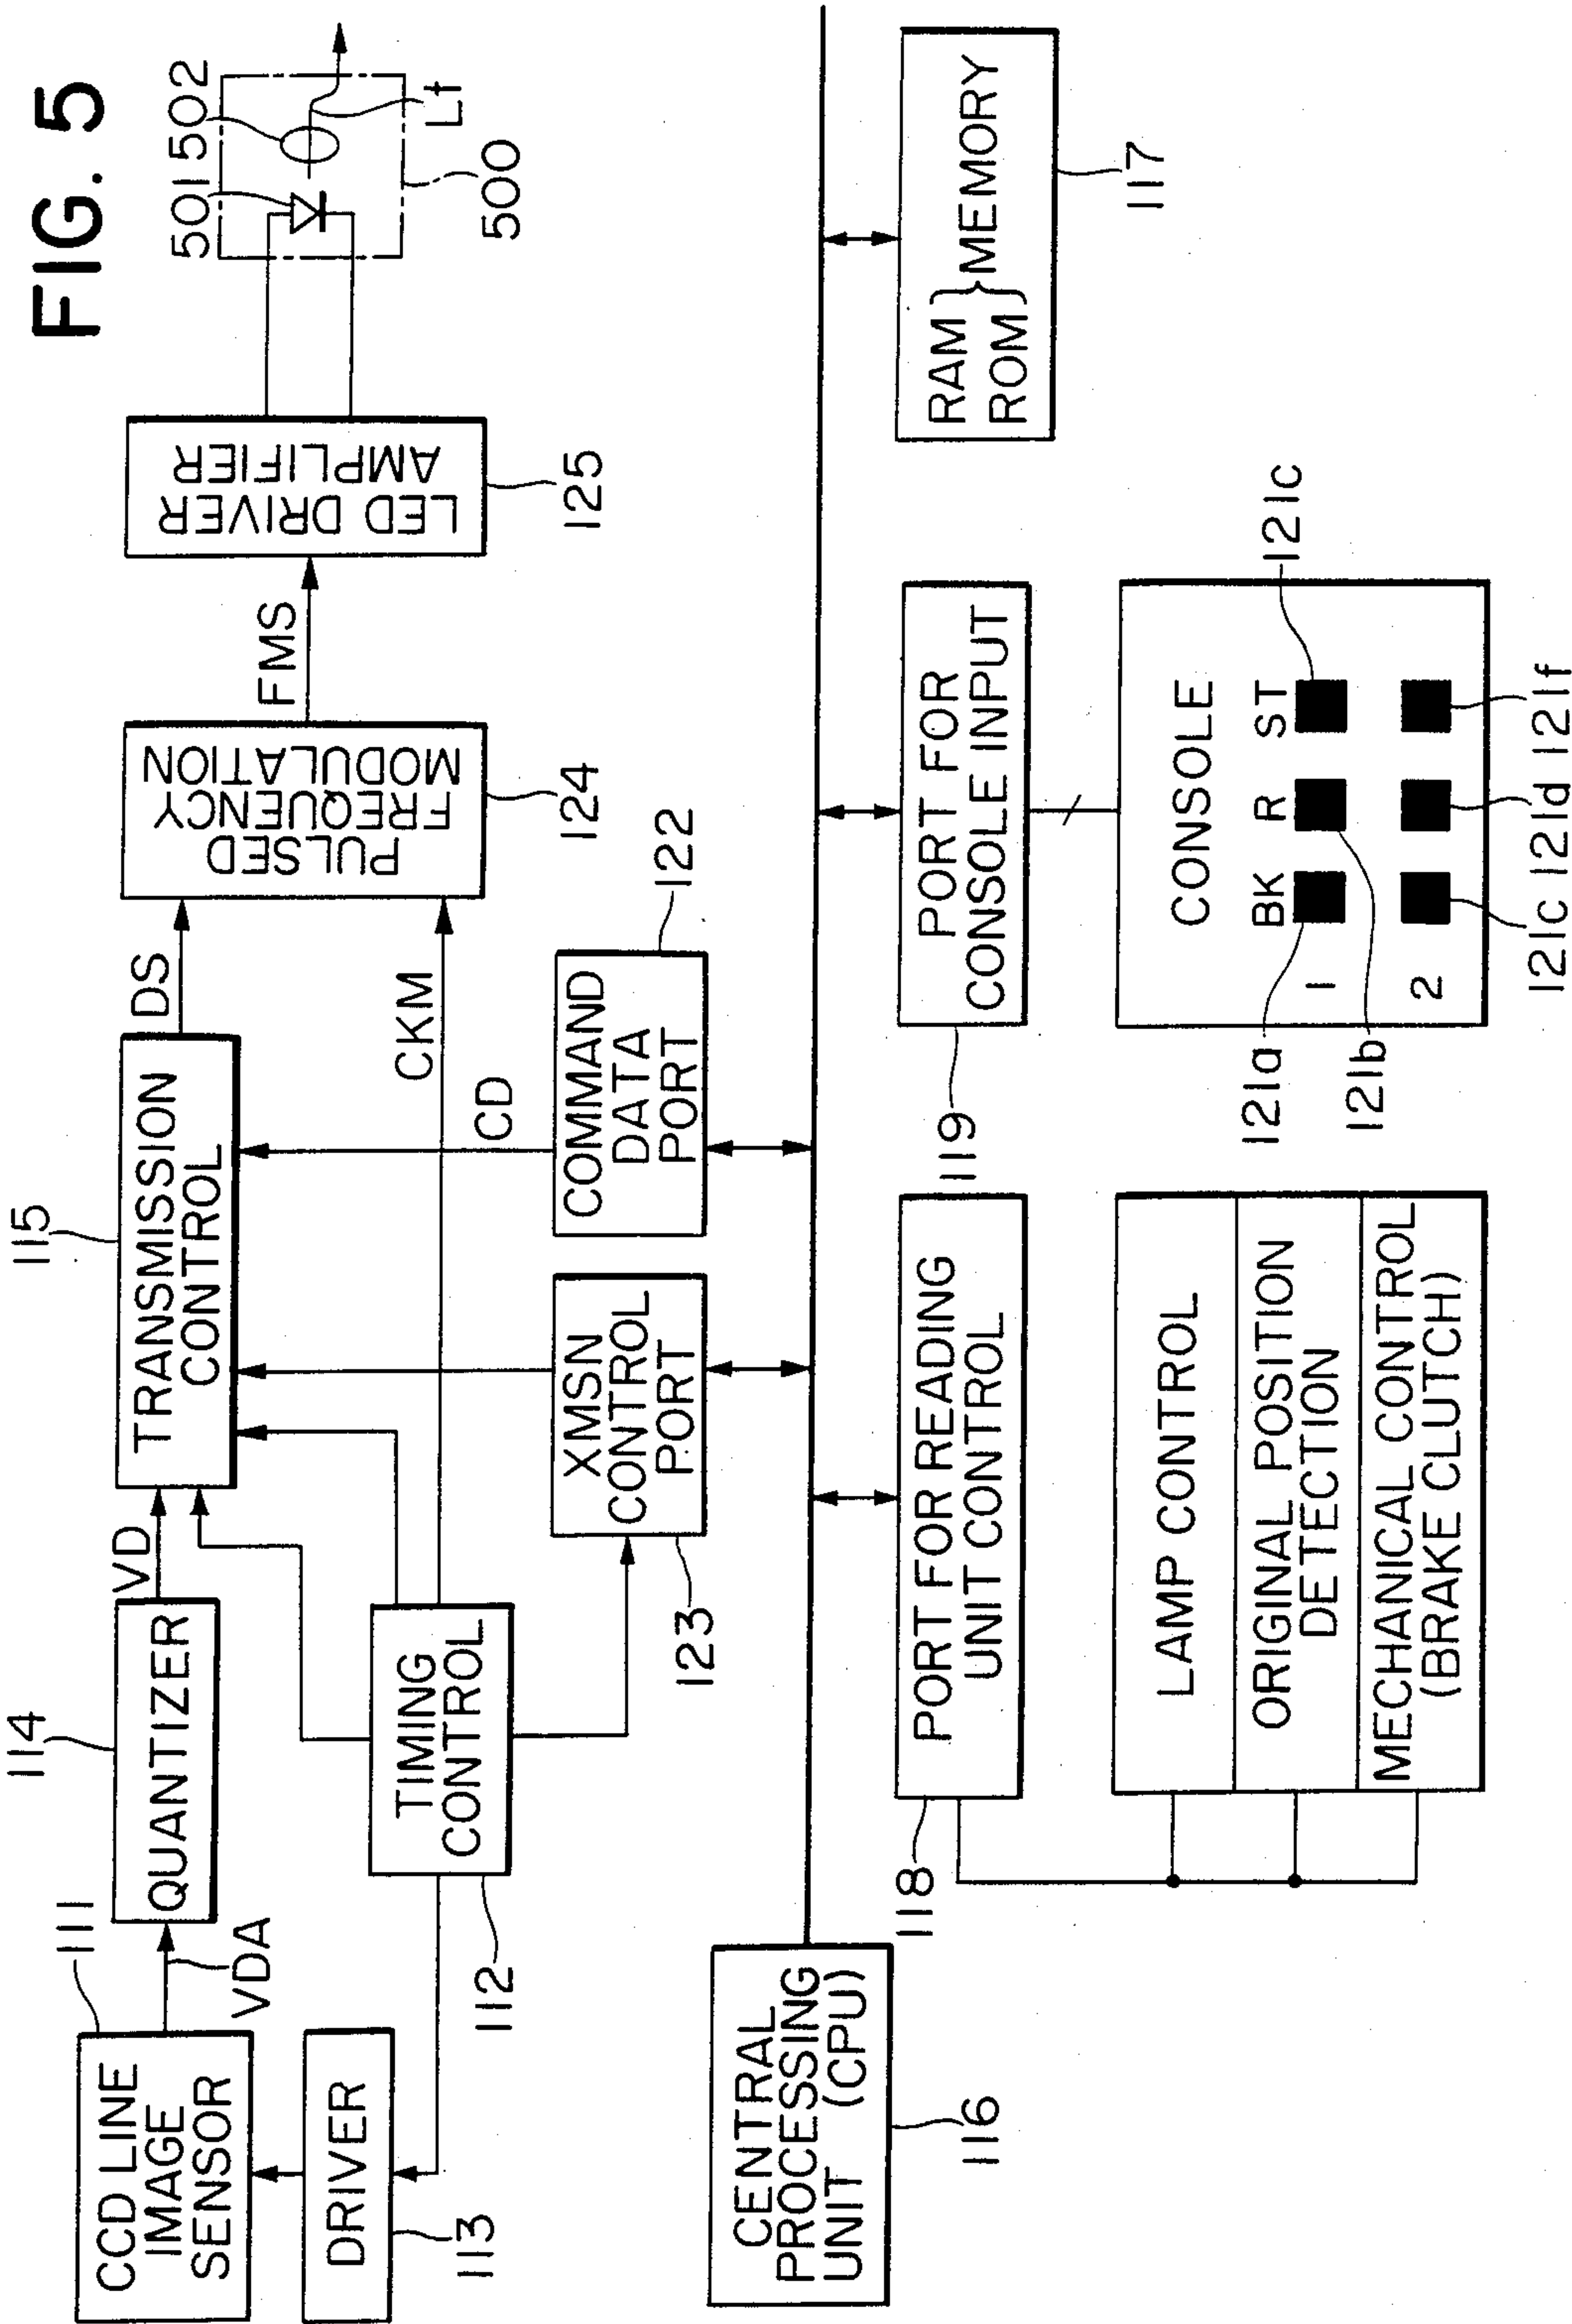 FIG. 5
111
CCD LINE
IMAGE
SENSOR
VDA
114
QUANTIZER
VD
115
TRANSMISSION
CONTROL
DS
PULSED
FREQUENCY
MODULATION
124
FMS
LED DRIVER
AMPLIFIER
125
501
502
Lt
500
DRIVER
113
TIMING
CONTROL
112
CKM
CD
XMSN
CONTROL
PORT
123
COMMAND
DATA
PORT
122
CENTRAL
PROCESSING
UNIT (CPU)
116
118
PORT FOR READING
UNIT CONTROL
119
PORT FOR
CONSOLE INPUT
RAM
ROM
MEMORY
117
LAMP CONTROL
ORIGINAL POSITION
DETECTION
MECHANICAL CONTROL
(BRAKE CLUTCH)
CONSOLE
BK R ST
1
2
121a
121b
121c
121c
121d
121f